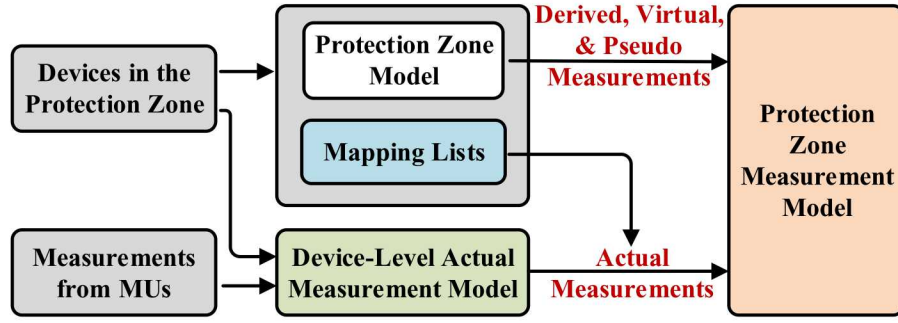 Devices in the
Protection Zone
Protection Zone
Model
Mapping Lists
Derived, Virtual,
& Pseudo
Measurements
Protection
Zone
Measurement
Model
Measurements
from MUs
Device-Level Actual
Measurement Model
Actual
Measurements